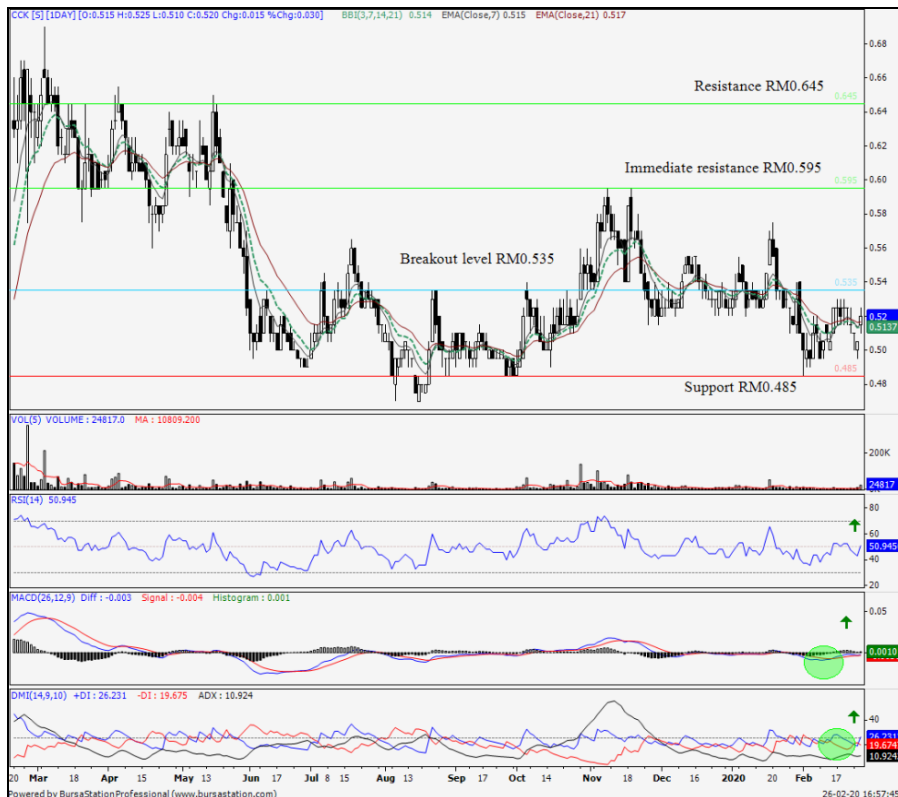 CCK [S] [1DAY] [O:0.515 H:0.525 L:0.510 C:0.520 Chg:0.015 %Chg:0.030] BBI(3,7,14,21) 0.514 EMA(Close,7) 0.515 EMA(Close,21) 0.517
0.68
0.66
Resistance RM0.645
0.645
0.64
0.62
Immediate resistance RM0.595
0.595
0.60
0.58
0.56
Breakout level RM0.535
0.535
0.54
0.52
0.5137
0.50
0.485
0.48
Support RM0.485
VOL(5) VOLUME : 24817.0 MA : 10809.200
200K
24817
RSI(14) 50.945
80
60
50.945
40
20
MACD(26,12,9) Diff : -0.003 Signal : -0.004 Histogram : 0.001
0.05
0.0010
DMI(14,9,10) +DI : 26.231 -DI : 19.675 ADX : 10.924
40
26.231
19.674
10.924
20 Mar 18 Apr 15 May 13 Jun 17 Jul 8 15 Aug 13 Sep 17 Oct 14 Nov 18 Dec 16 2020 20 Feb 17
Powered by BursaStationProfessional (www.bursastation.com) 26-02-20 16:57:45